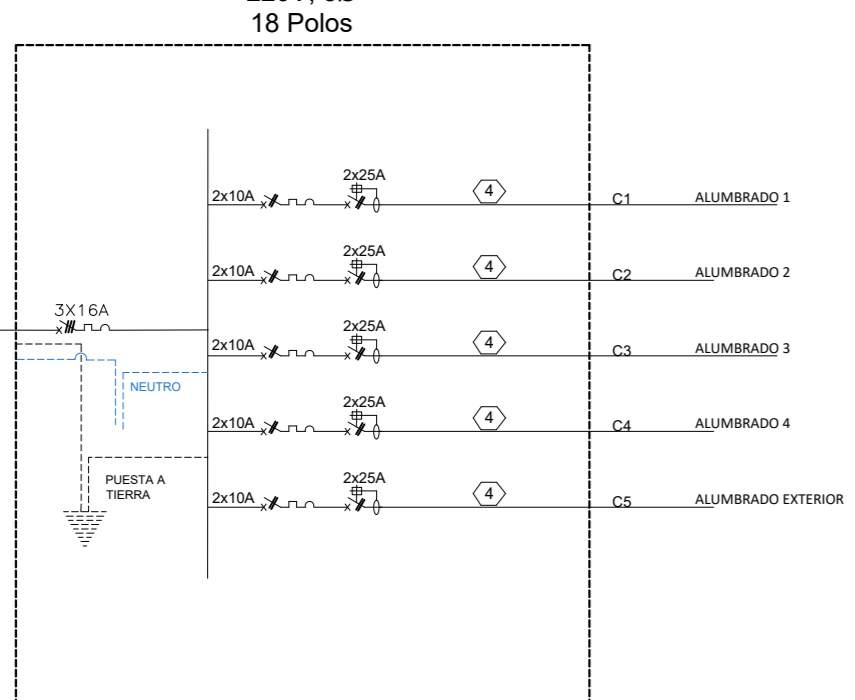 18 Polos
2x25A
2x10A
4
C1
ALUMBRADO 1
2x25A
2x10A
4
C2
ALUMBRADO 2
3X16A
2x25A
2x10A
4
C3
ALUMBRADO 3
NEUTRO
2x25A
2x10A
4
C4
ALUMBRADO 4
PUESTA A
TIERRA
2x25A
2x10A
4
C5
ALUMBRADO EXTERIOR